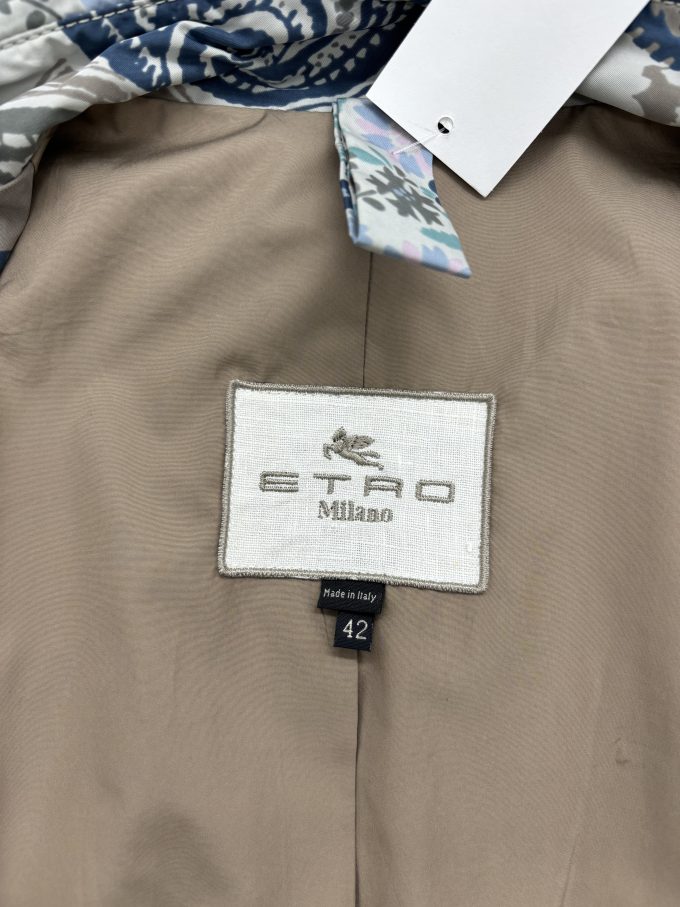 ETRO
Milano
Made in Italy
42